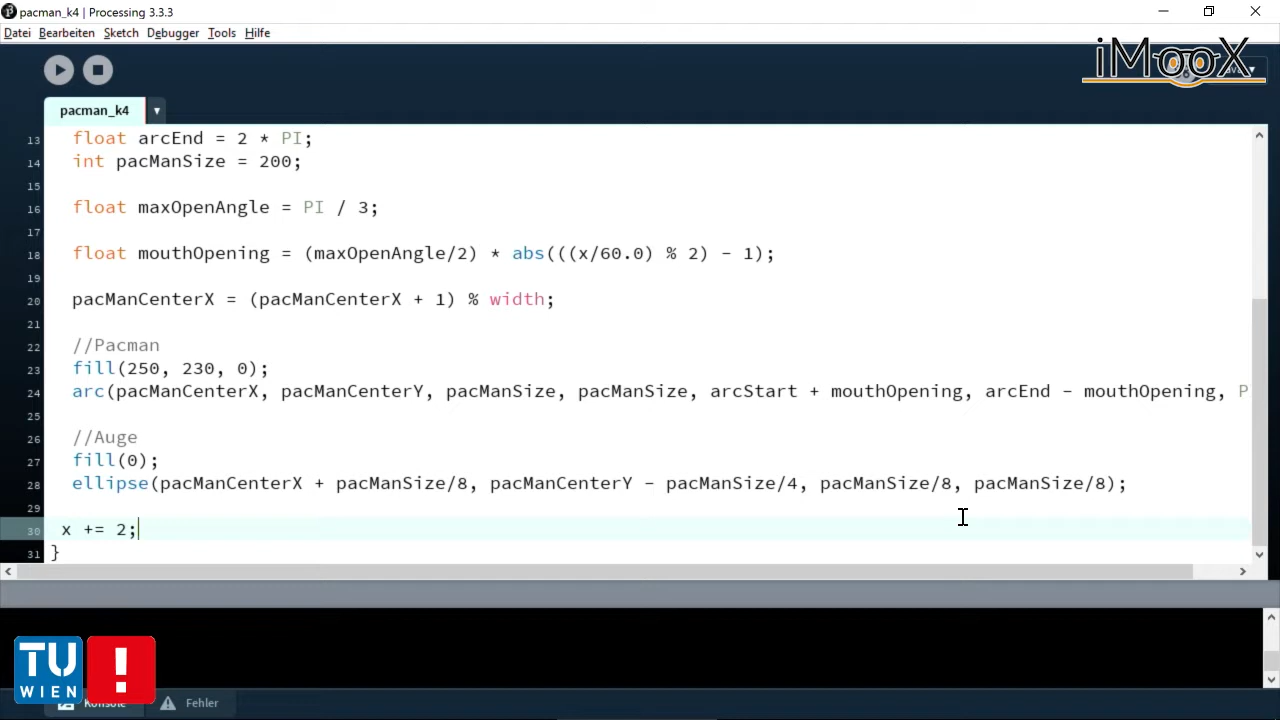 pacman_k4 | Processing 3.3.3
Datei Bearbeiten Sketch Debugger Tools Hilfe
iMooX
pacman_k4
13 float arcEnd = 2 * PI;
14 int pacManSize = 200;
15
16 float maxOpenAngle = PI / 3;
17
18 float mouthOpening = (maxOpenAngle/2) * abs(((x/60.0) % 2) - 1);
19
20 pacManCenterX = (pacManCenterX + 1) % width;
21
22 //Pacman
23 fill(250, 230, 0);
24 arc(pacManCenterX, pacManCenterY, pacManSize, pacManSize, arcStart + mouthOpening, arcEnd - mouthOpening, P
25
26 //Auge
27 fill(0);
28 ellipse(pacManCenterX + pacManSize/8, pacManCenterY - pacManSize/4, pacManSize/8, pacManSize/8);
29
30 x += 2;
31 }
TU
WIEN
!
Konsole Fehler